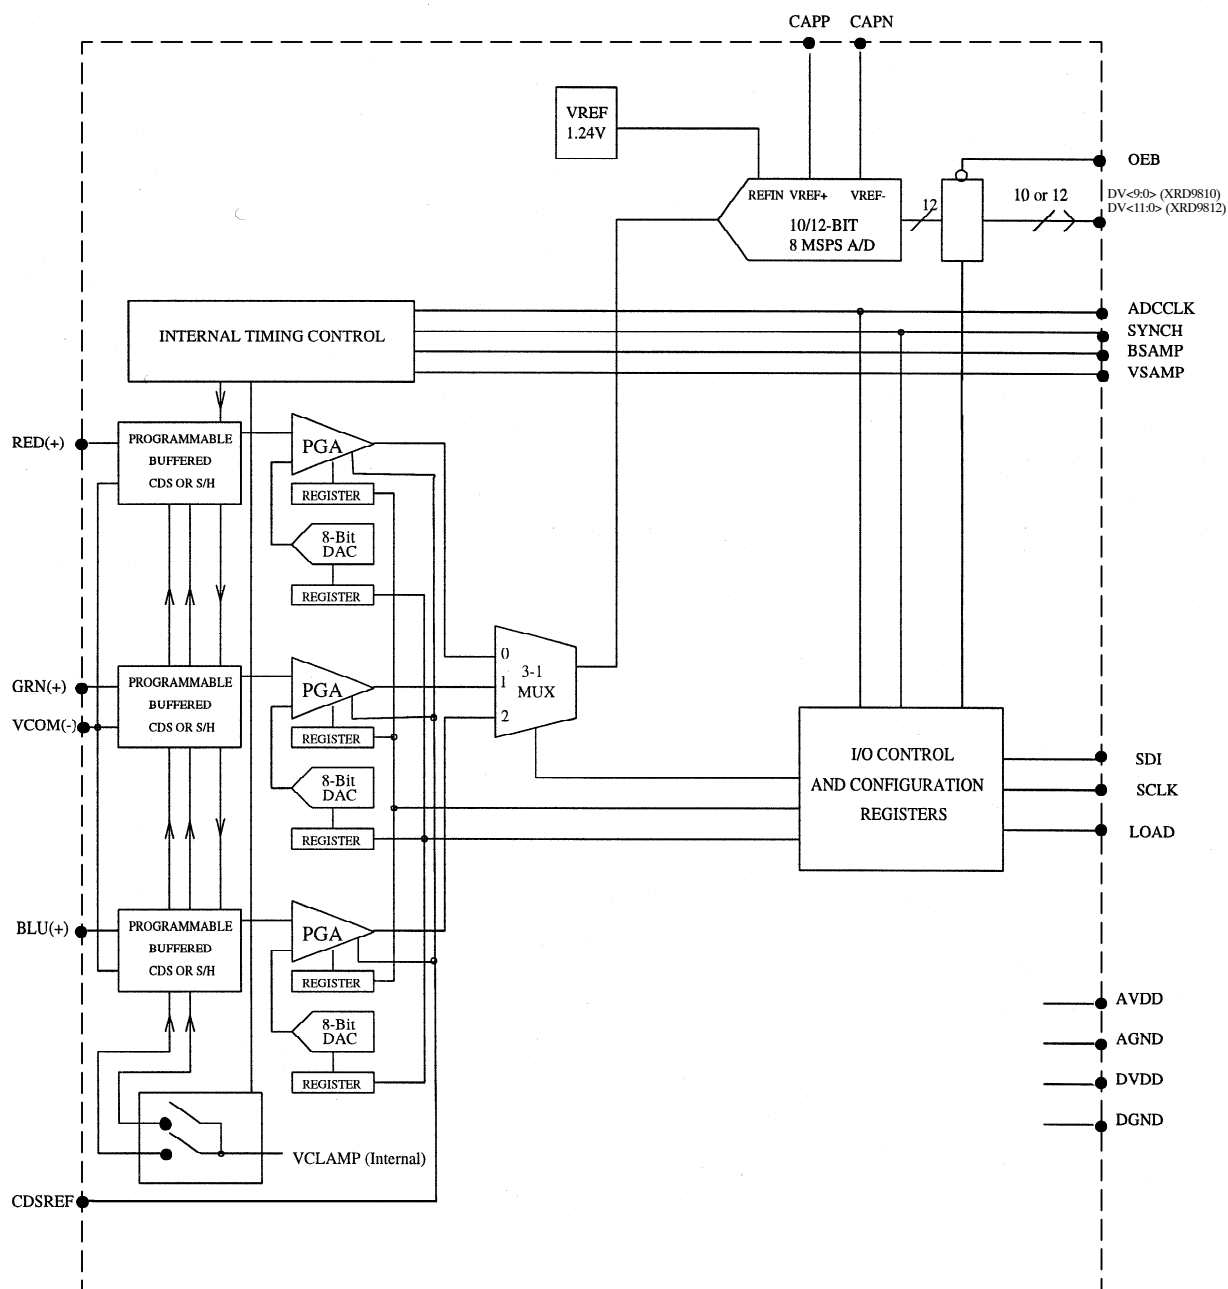 CAPP CAPN
VREF
1.24V
OEB
REFIN VREF+ VREF-
12
10 or 12
DV<9:0> (XRD9810)
DV<11:0> (XRD9812)
10/12-BIT
8 MSPS A/D
ADCCLK
INTERNAL TIMING CONTROL
SYNCH
BSAMP
VSAMP
RED(+)
PROGRAMMABLE
BUFFERED
CDS OR S/H
PGA
REGISTER
8-Bit
DAC
REGISTER
0
1
2
3-1
MUX
GRN(+)
VCOM(-)
PROGRAMMABLE
BUFFERED
CDS OR S/H
PGA
REGISTER
8-Bit
DAC
REGISTER
I/O CONTROL
AND CONFIGURATION
REGISTERS
SDI
SCLK
LOAD
BLU(+)
PROGRAMMABLE
BUFFERED
CDS OR S/H
PGA
REGISTER
8-Bit
DAC
REGISTER
AVDD
AGND
DVDD
DGND
VCLAMP (Internal)
CDSREF